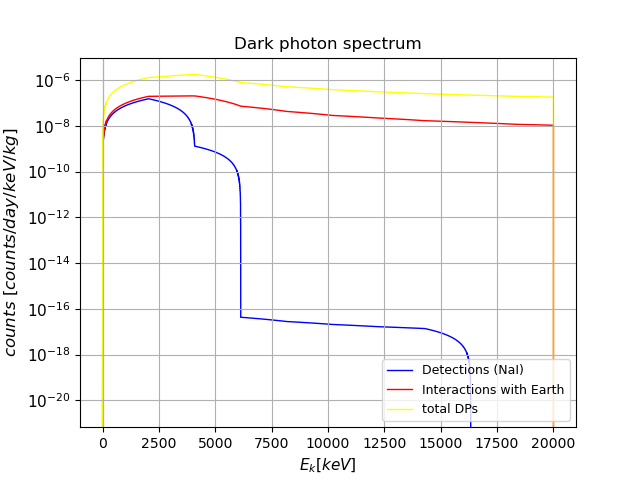 Dark photon spectrum
counts [counts/day/keV/kg]
10⁻⁶
10⁻⁸
10⁻¹⁰
10⁻¹²
10⁻¹⁴
10⁻¹⁶
10⁻¹⁸
10⁻²⁰
Detections (NaI)
Interactions with Earth
total DPs
0 2500 5000 7500 10000 12500 15000 17500 20000
Eₖ[keV]